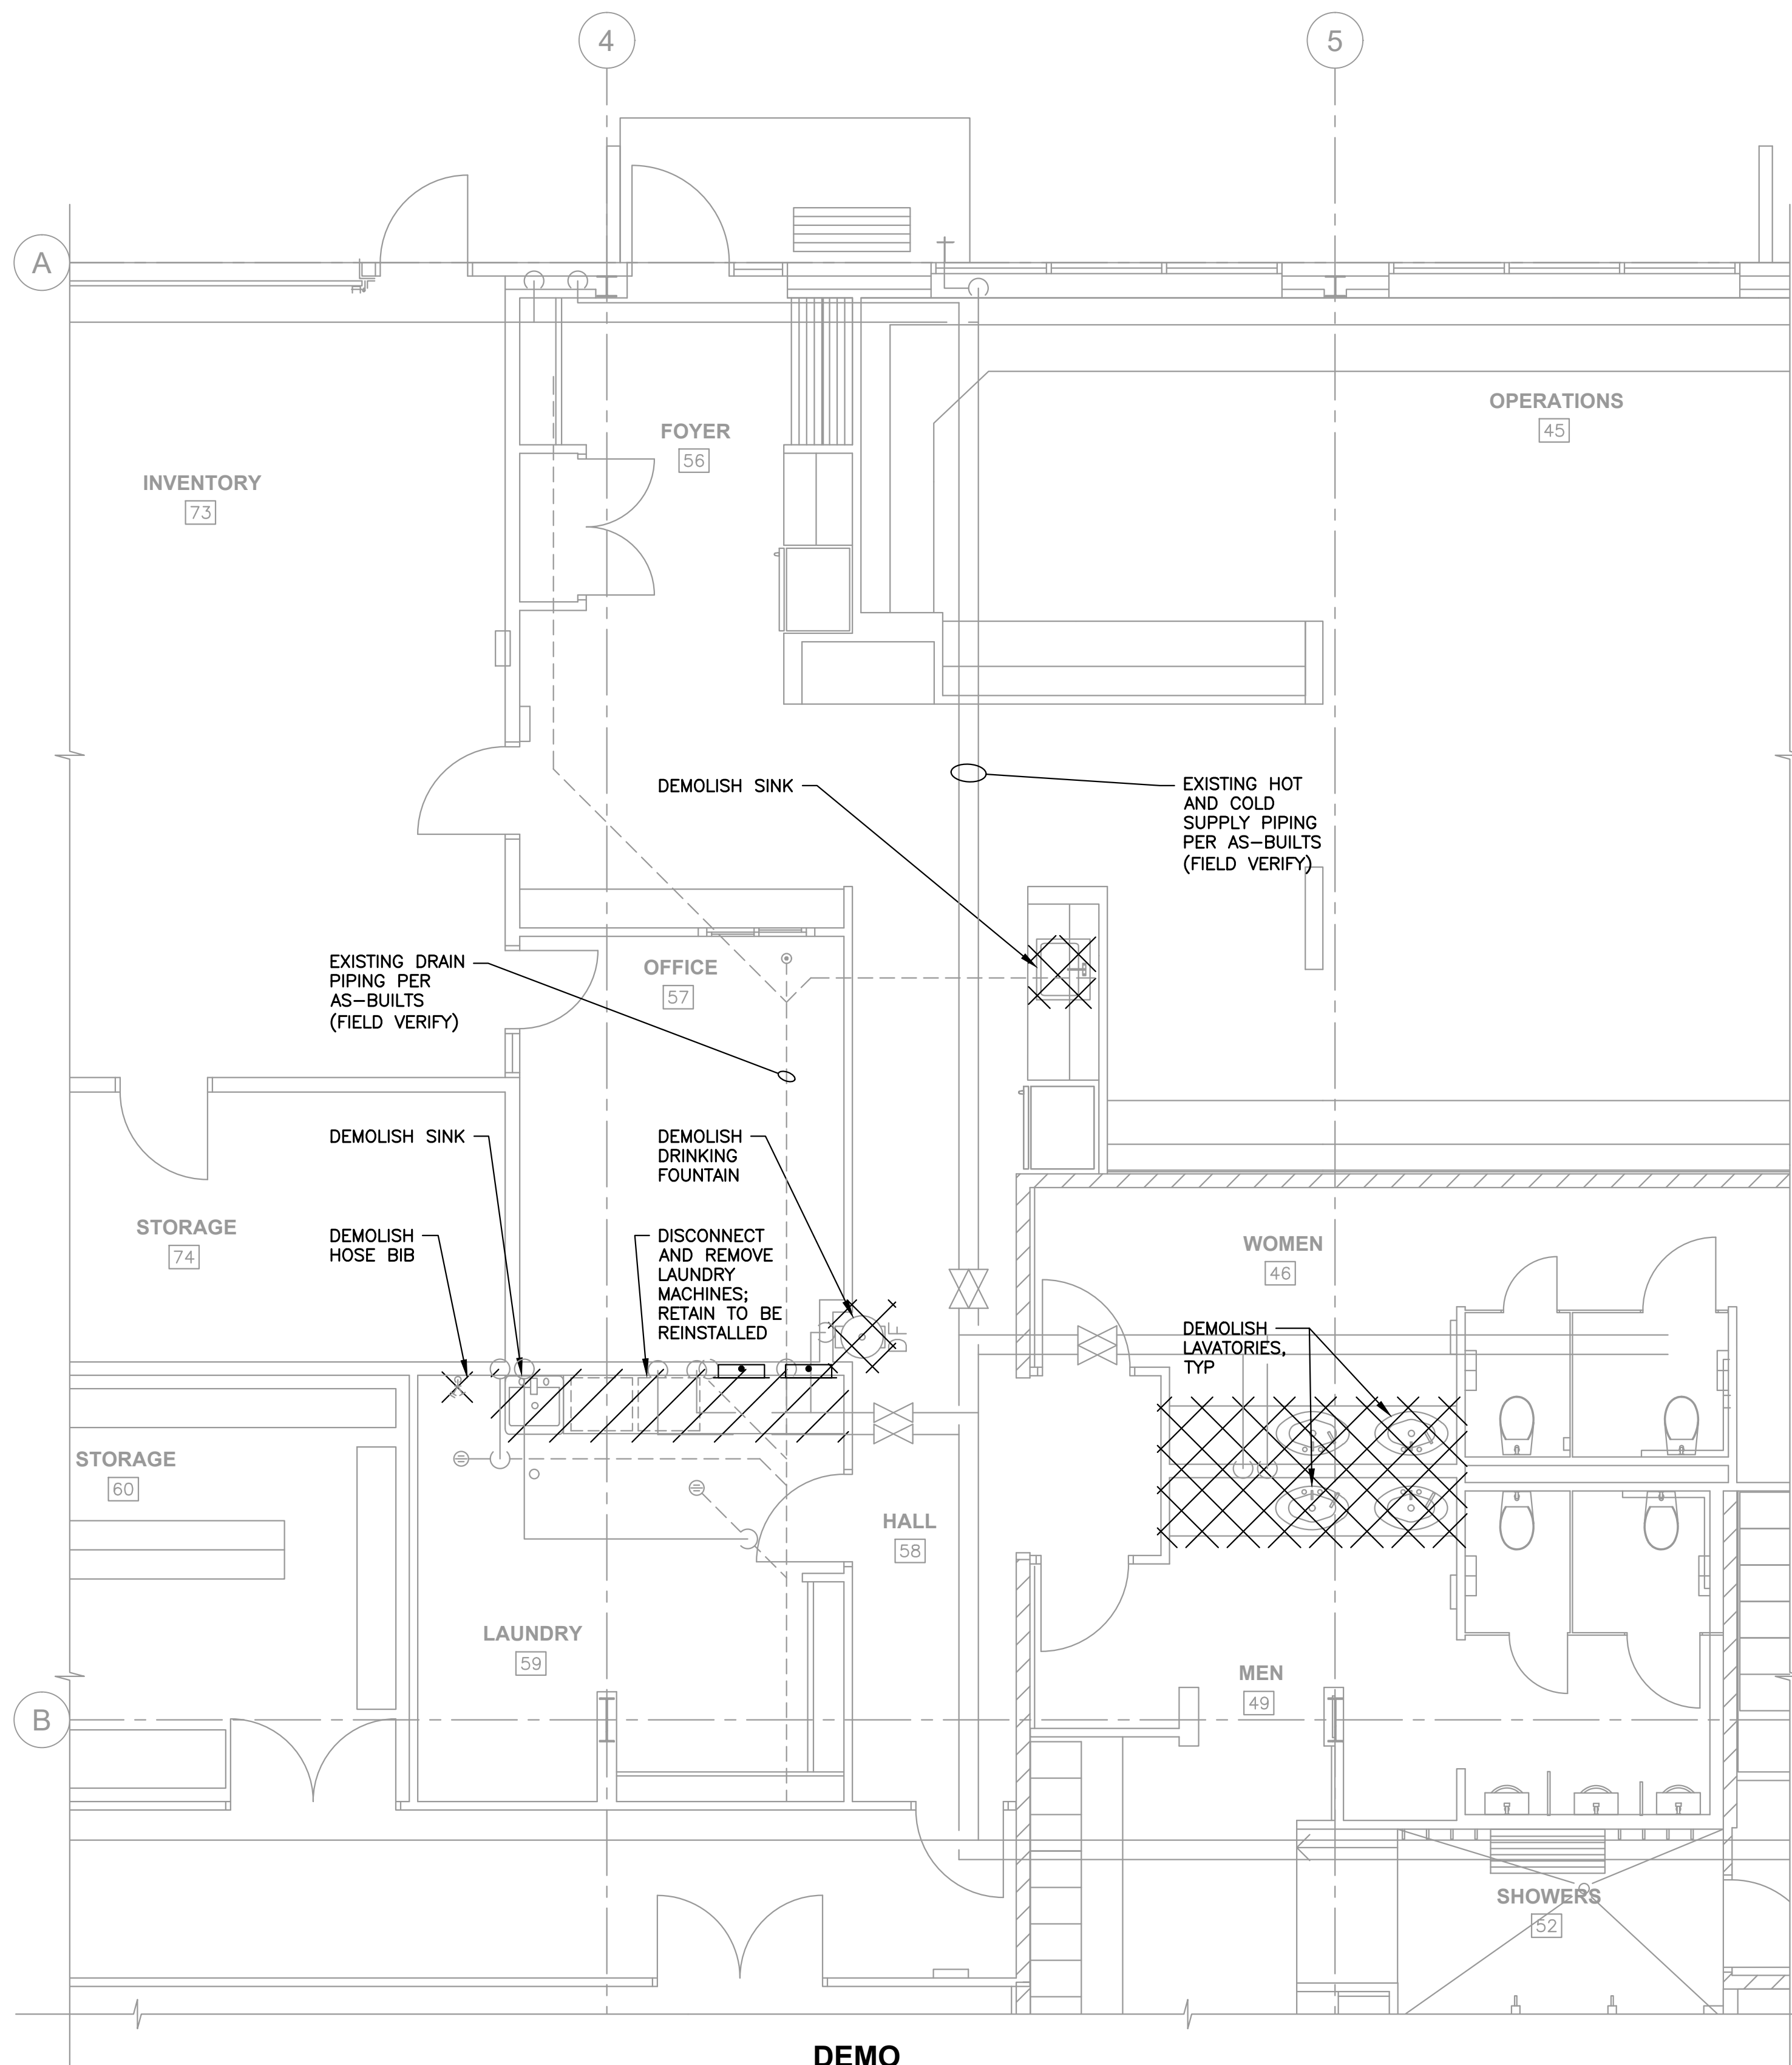 4
5
A
OPERATIONS
45
FOYER
56
INVENTORY
73
DEMOLISH SINK
EXISTING HOT
AND COLD
SUPPLY PIPING
PER AS-BUILTS
(FIELD VERIFY)
EXISTING DRAIN
PIPING PER
AS-BUILTS
(FIELD VERIFY)
OFFICE
57
DEMOLISH SINK
DEMOLISH
DRINKING
FOUNTAIN
STORAGE
74
DEMOLISH
HOSE BIB
DISCONNECT
AND REMOVE
LAUNDRY
MACHINES;
RETAIN TO BE
REINSTALLED
DF
WOMEN
46
DEMOLISH
LAVATORIES,
TYP
STORAGE
60
HALL
58
LAUNDRY
59
MEN
49
B
SHOWERS
52
DEMO